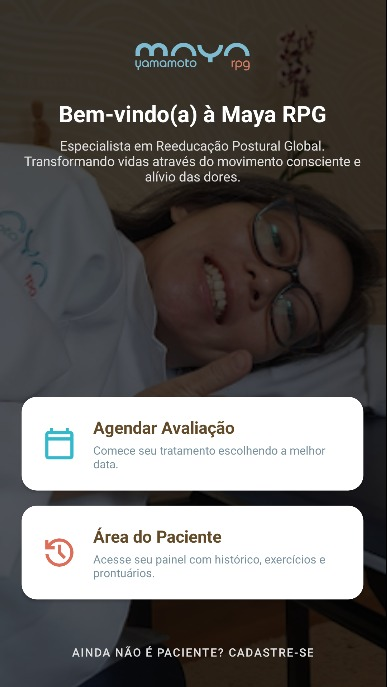 maya
yamamoto rpg
Bem-vindo(a) à Maya RPG
Especialista em Reeducação Postural Global.
Transformando vidas através do movimento consciente e
alívio das dores.
Agendar Avaliação
Comece seu tratamento escolhendo a melhor
data.
Área do Paciente
Acesse seu painel com histórico, exercícios e
prontuários.
AINDA NÃO É PACIENTE? CADASTRE-SE